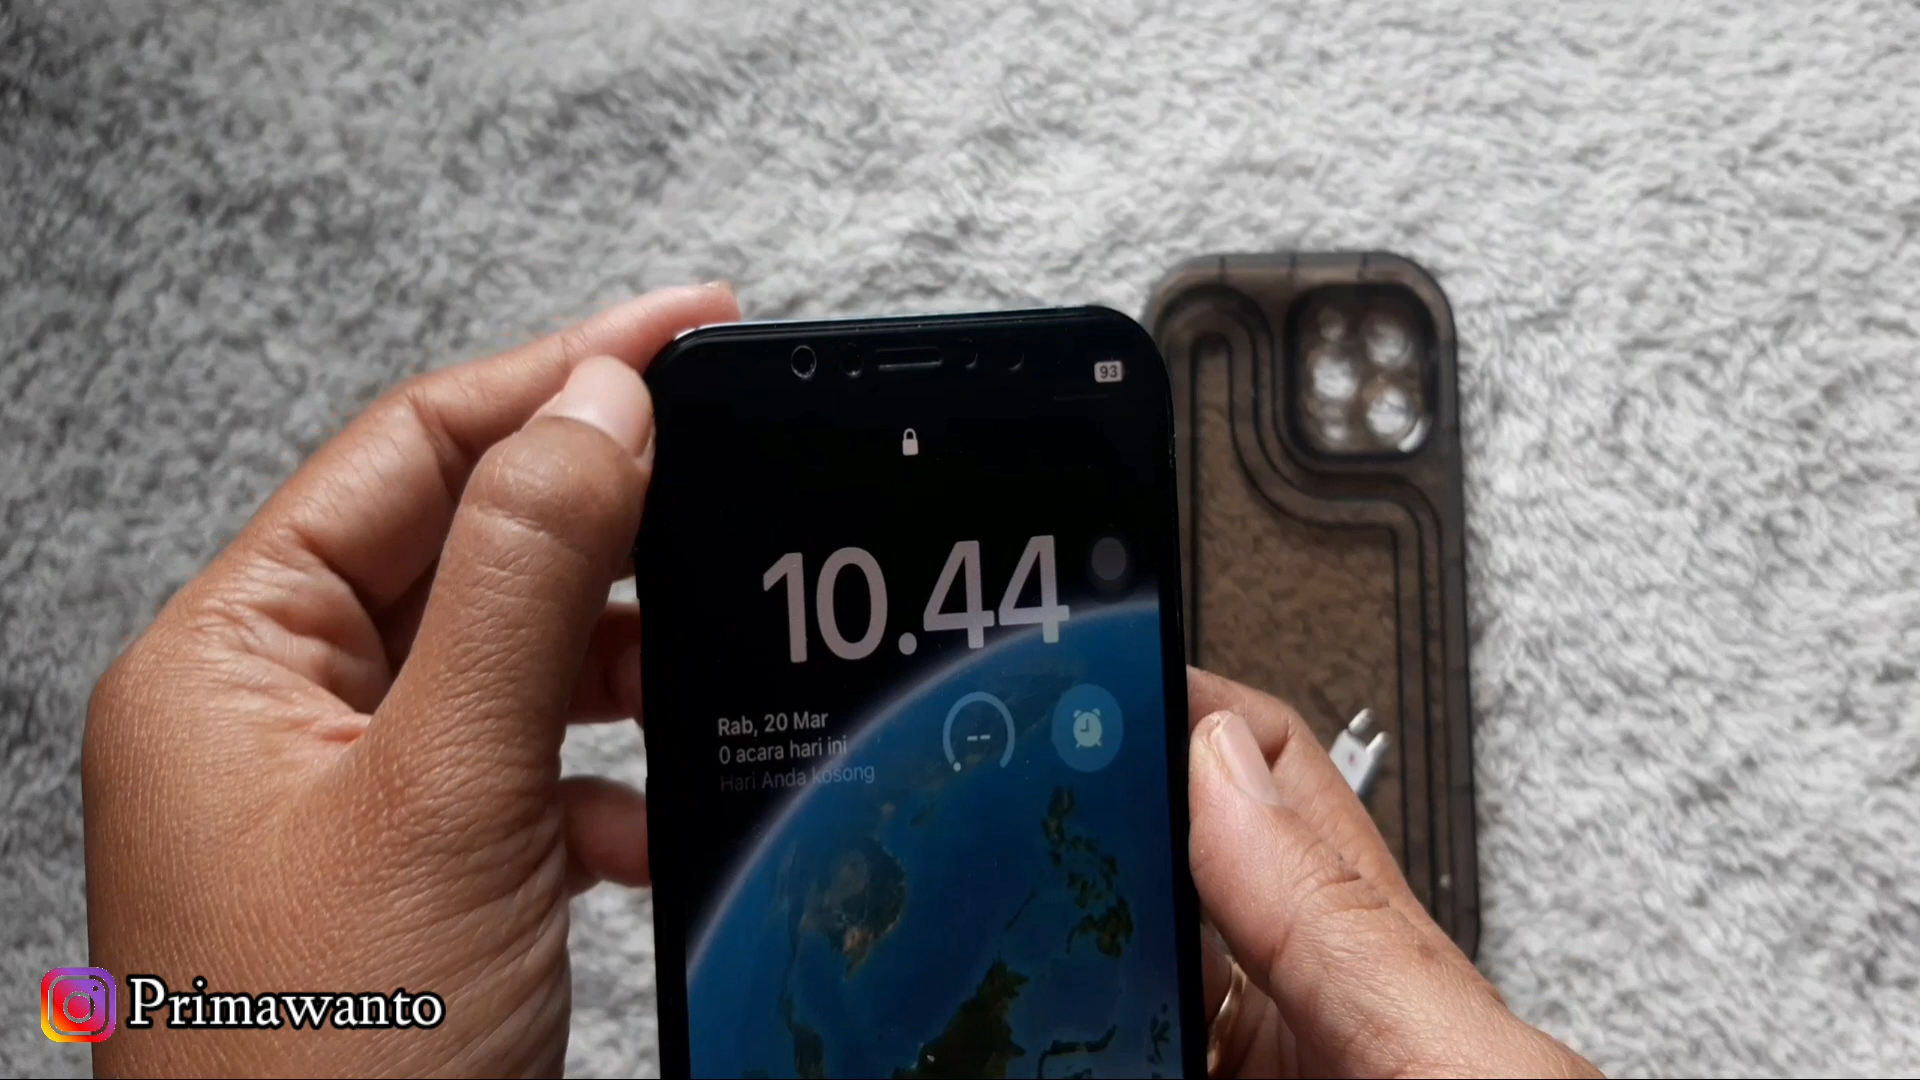 93
10.44
Rab, 20 Mar
0 acara hari ini
Hari Anda kosong
--
Primawanto